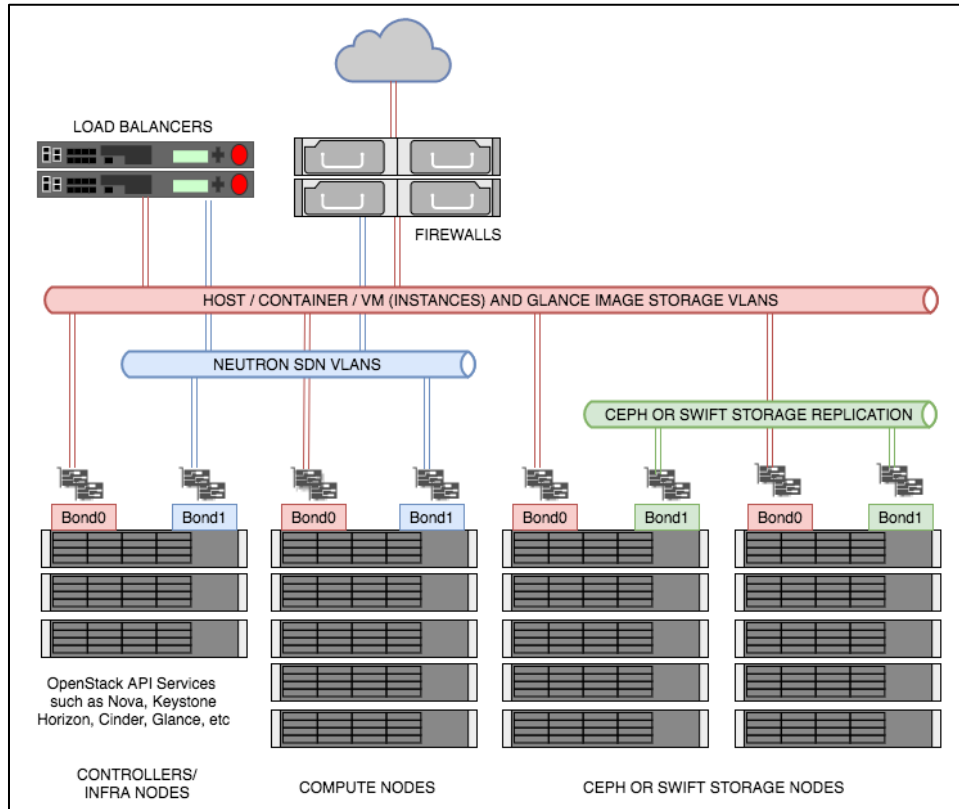 LOAD BALANCERS
FIREWALLS
HOST / CONTAINER / VM (INSTANCES) AND GLANCE IMAGE STORAGE VLANS
NEUTRON SDN VLANS
CEPH OR SWIFT STORAGE REPLICATION
Bond0
Bond1
Bond0
Bond1
Bond0
Bond1
Bond0
Bond1
OpenStack API Services
such as Nova, Keystone
Horizon, Cinder, Glance, etc
CONTROLLERS/
INFRA NODES
COMPUTE NODES
CEPH OR SWIFT STORAGE NODES